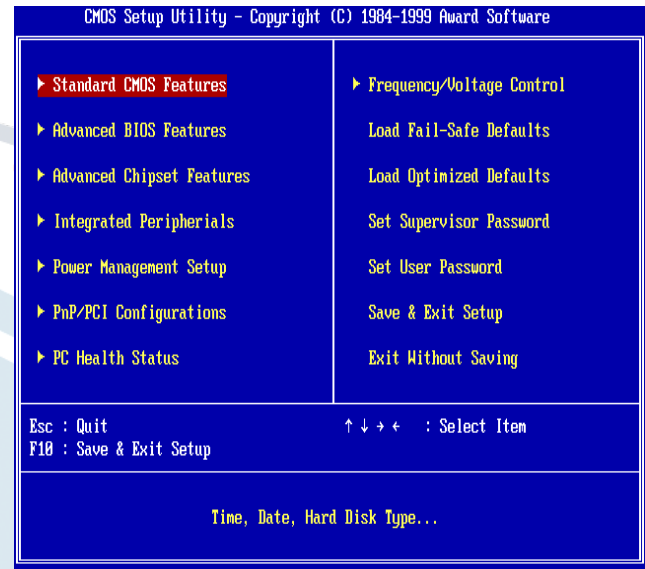 CMOS Setup Utility - Copyright (C) 1984-1999 Award Software
▶ Standard CMOS Features
▶ Advanced BIOS Features
▶ Advanced Chipset Features
▶ Integrated Peripherials
▶ Power Management Setup
▶ PnP/PCI Configurations
▶ PC Health Status
▶ Frequency/Voltage Control
Load Fail-Safe Defaults
Load Optimized Defaults
Set Supervisor Password
Set User Password
Save & Exit Setup
Exit Without Saving
Esc : Quit
F10 : Save & Exit Setup
↑ ↓ → ← : Select Item
Time, Date, Hard Disk Type...